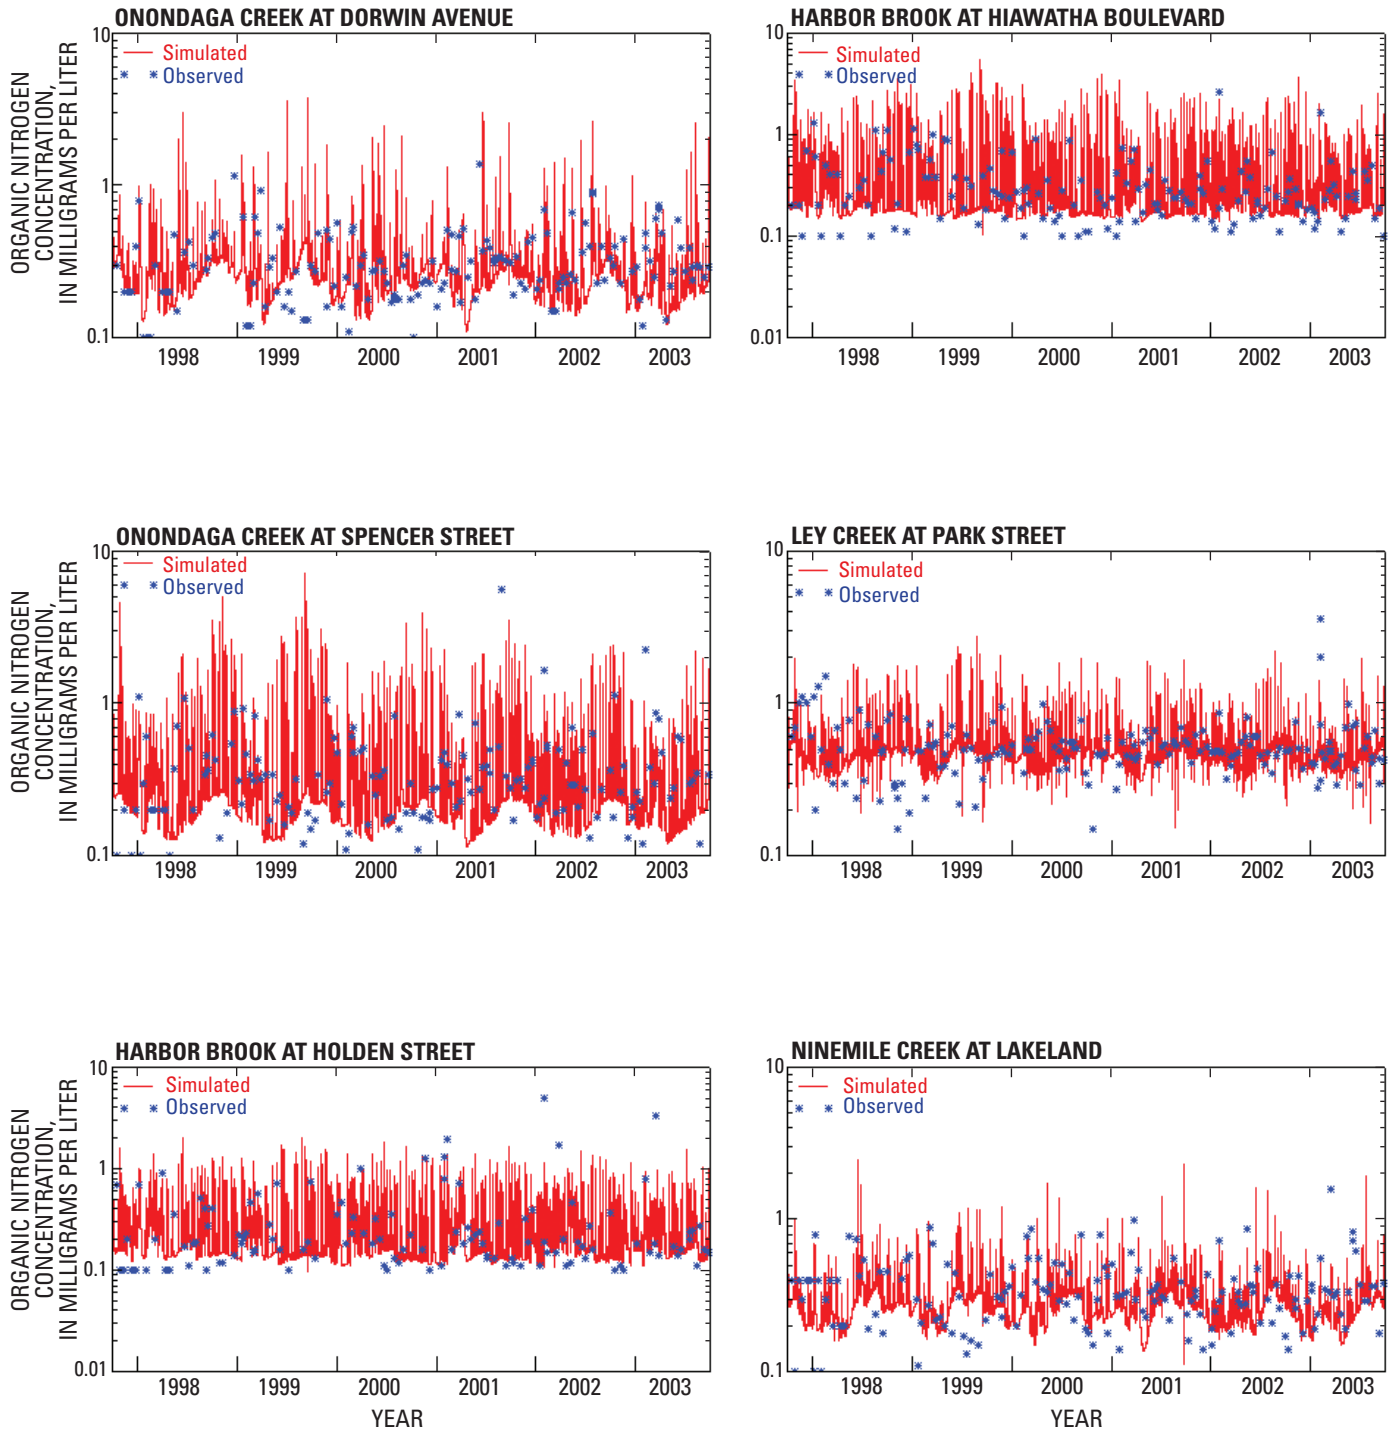 ONONDAGA CREEK AT DORWIN AVENUE
ORGANIC NITROGEN
CONCENTRATION,
IN MILLIGRAMS PER LITER
10
1
0.1
Simulated
Observed
1998 1999 2000 2001 2002 2003
HARBOR BROOK AT HIAWATHA BOULEVARD
10
1
0.1
0.01
Simulated
Observed
1998 1999 2000 2001 2002 2003
ONONDAGA CREEK AT SPENCER STREET
ORGANIC NITROGEN
CONCENTRATION,
IN MILLIGRAMS PER LITER
10
1
0.1
Simulated
Observed
1998 1999 2000 2001 2002 2003
LEY CREEK AT PARK STREET
10
1
0.1
Simulated
Observed
1998 1999 2000 2001 2002 2003
HARBOR BROOK AT HOLDEN STREET
ORGANIC NITROGEN
CONCENTRATION,
IN MILLIGRAMS PER LITER
10
1
0.1
0.01
Simulated
Observed
1998 1999 2000 2001 2002 2003
YEAR
NINEMILE CREEK AT LAKELAND
10
1
0.1
Simulated
Observed
1998 1999 2000 2001 2002 2003
YEAR